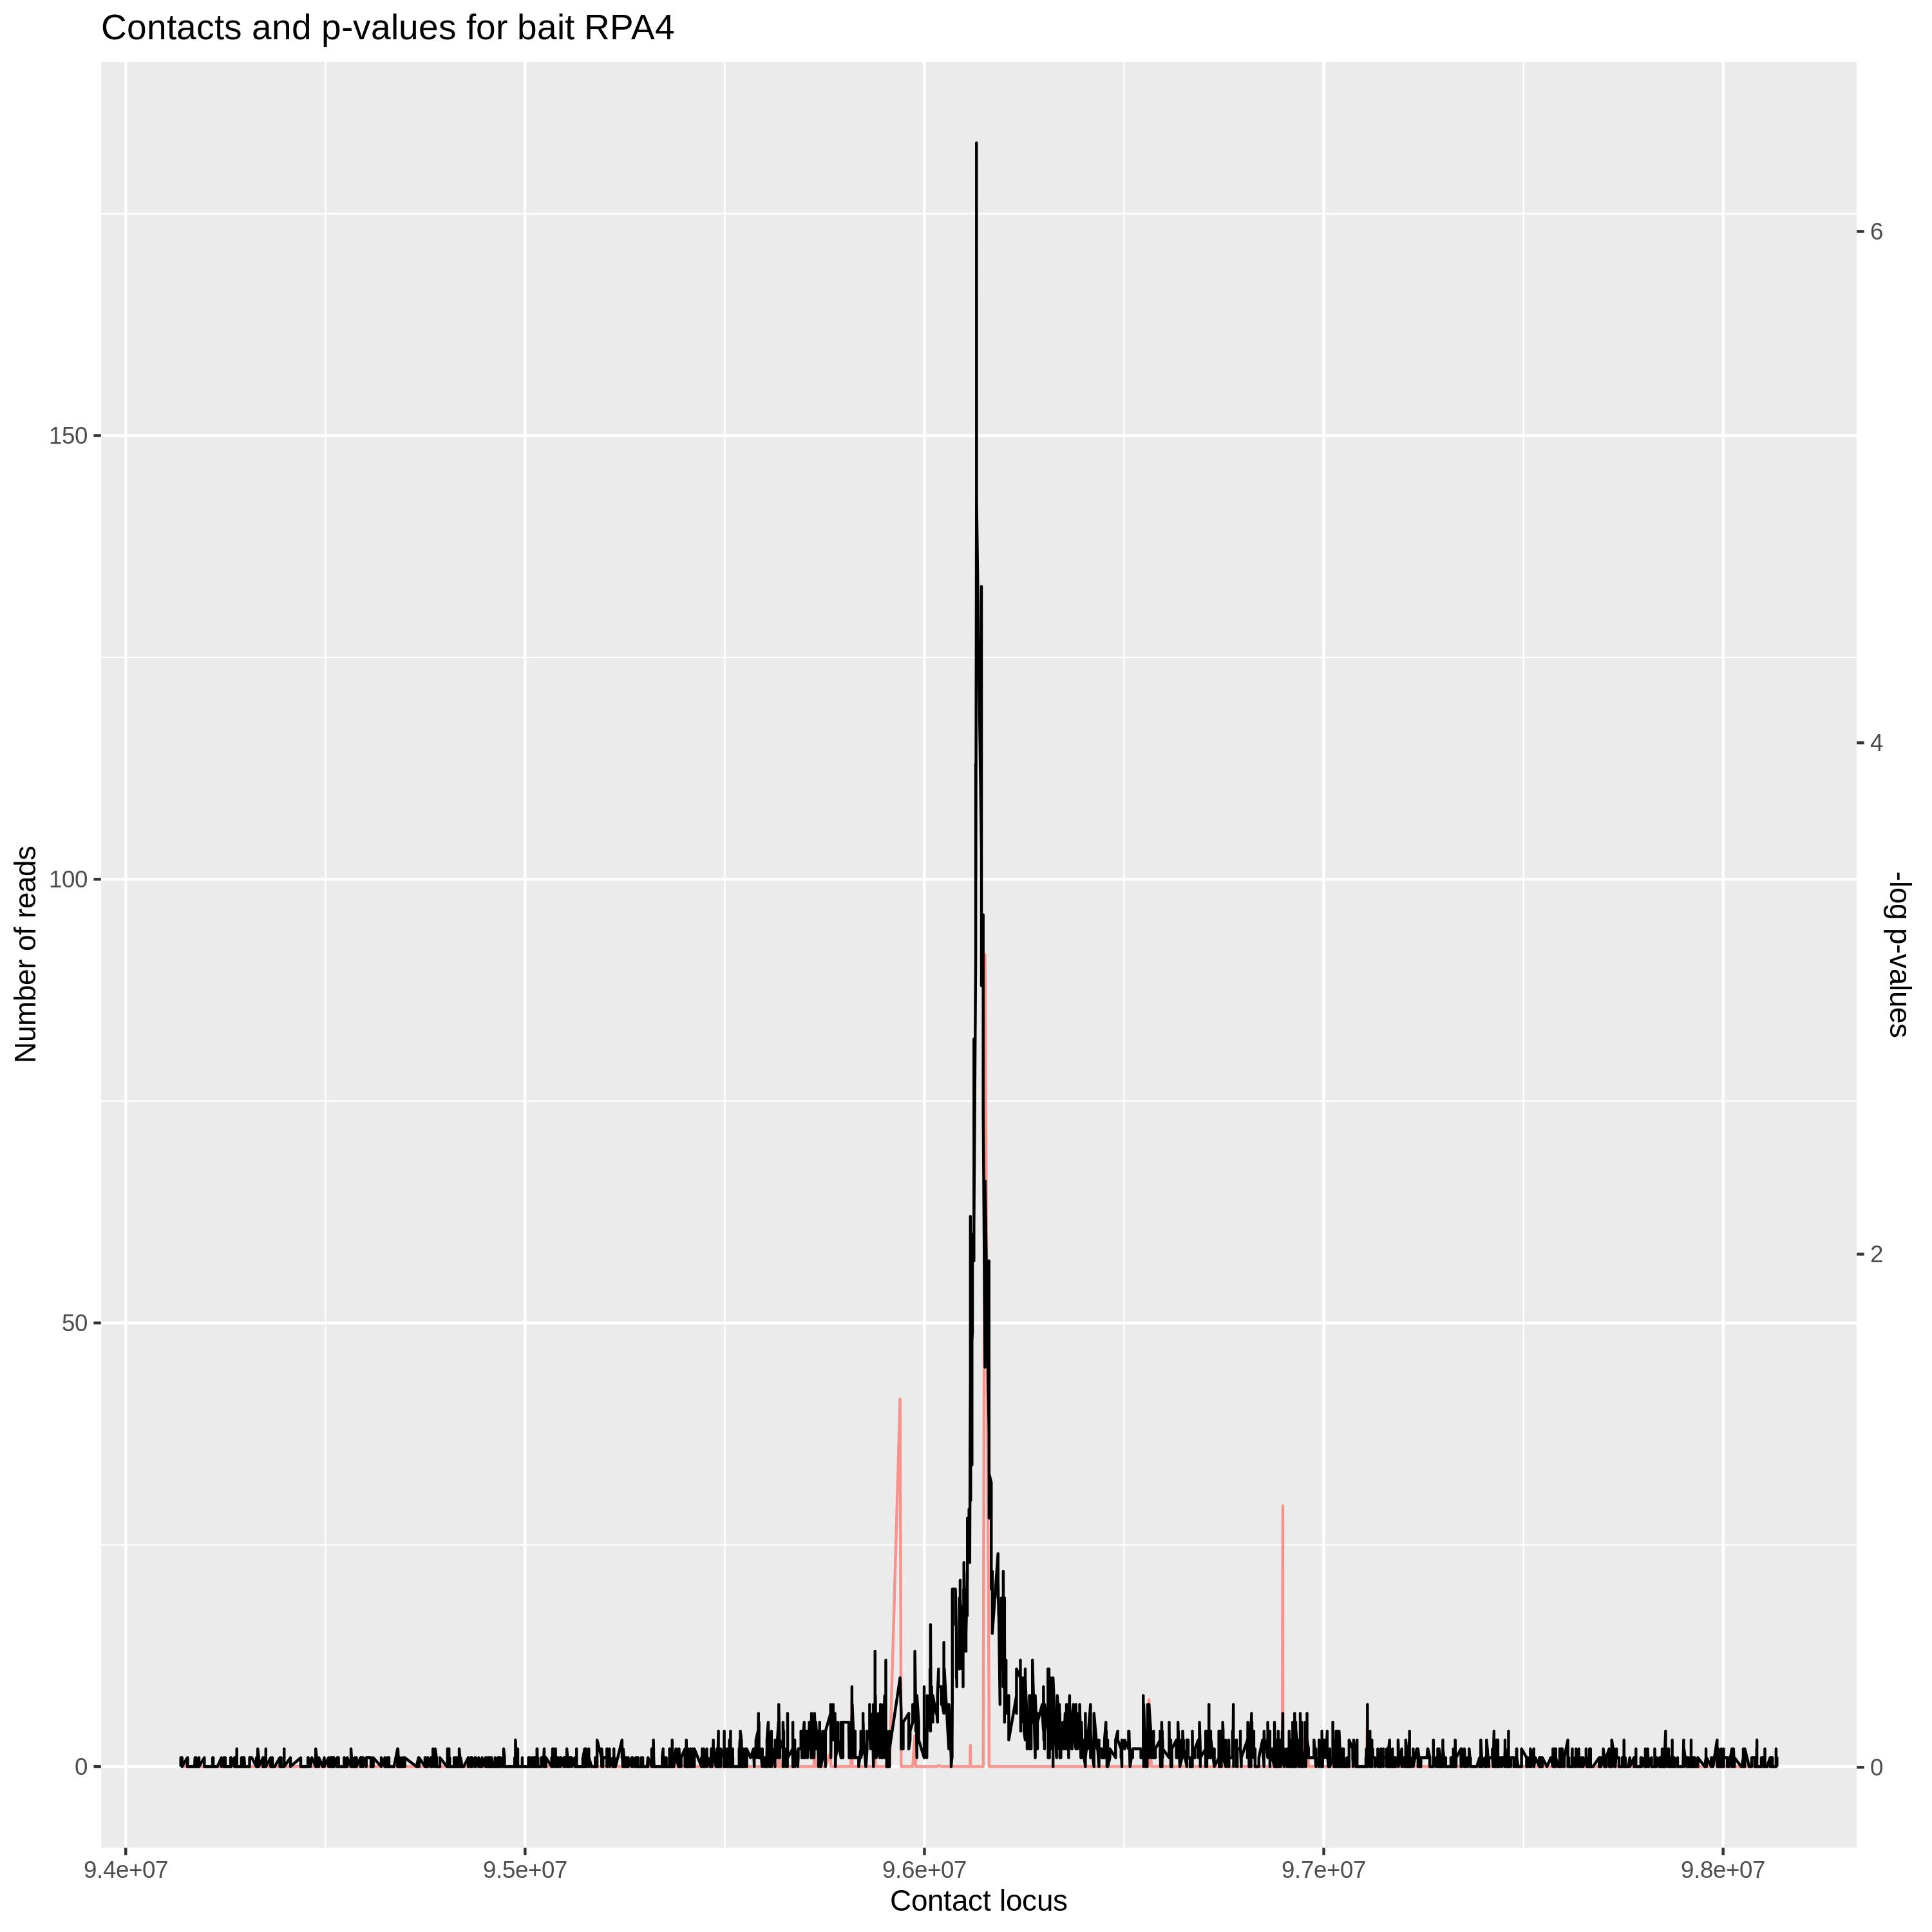 Contacts and p-values for bait RPA4
Number of reads
150
100
50
0
6
4
2
0
-log p-values
9.4e+07 9.5e+07 9.6e+07 9.7e+07 9.8e+07
Contact locus